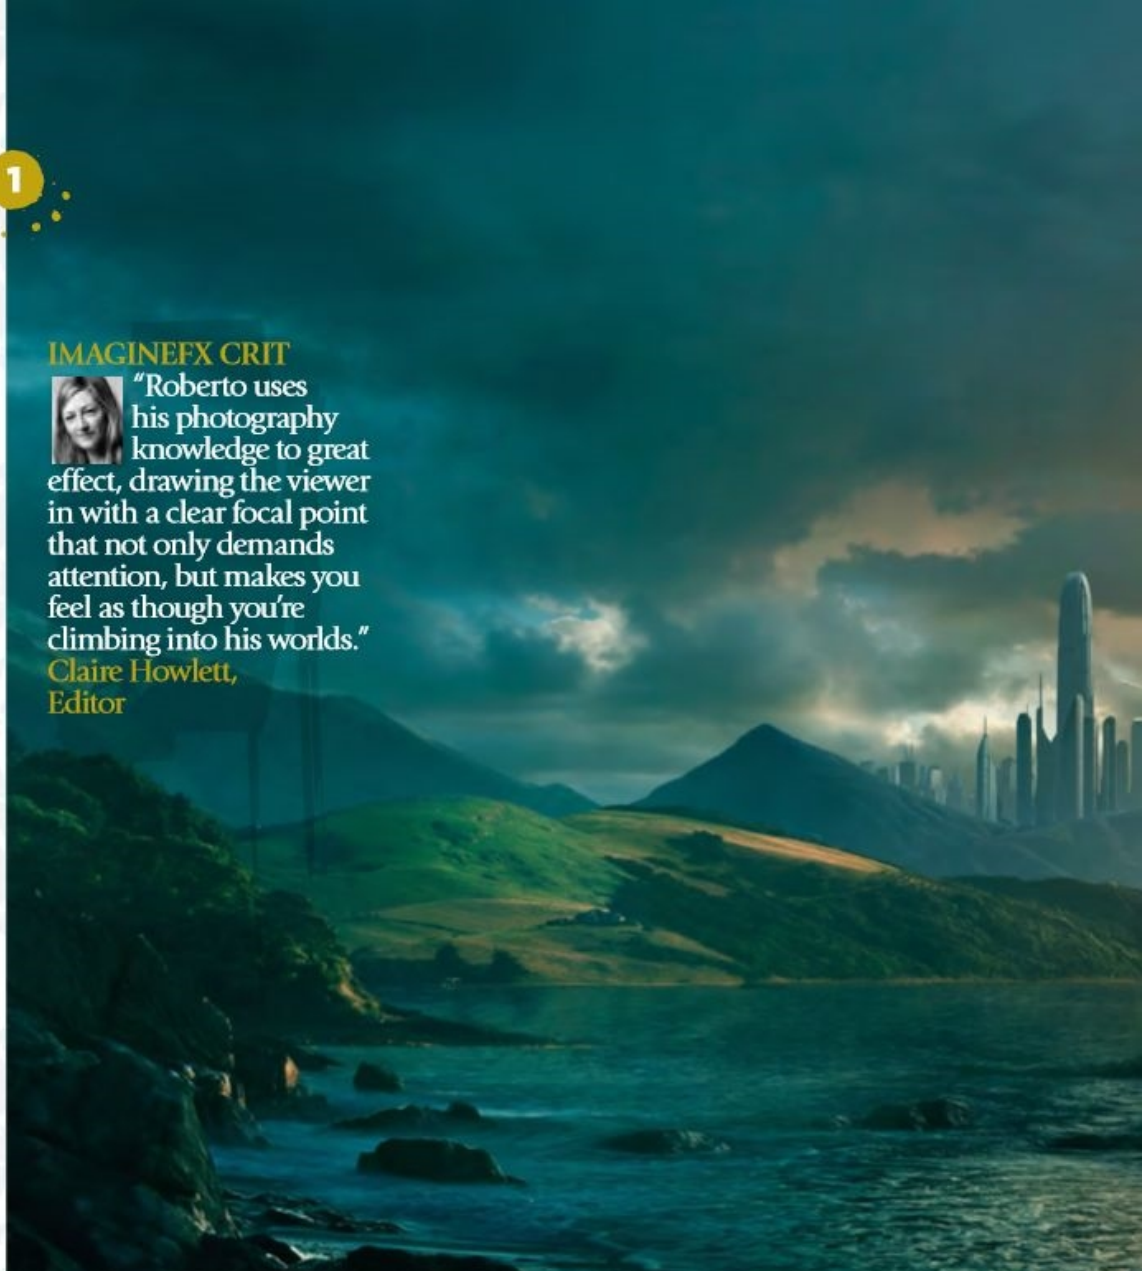 1
IMAGINEFX CRIT
“Roberto uses
his photography
knowledge to great
effect, drawing the viewer
in with a clear focal point
that not only demands
attention, but makes you
feel as though you’re
climbing into his worlds.”
Claire Howlett,
Editor